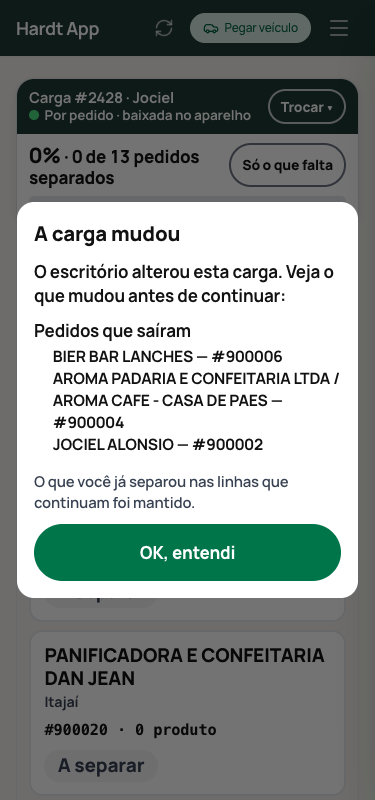 Hardt App
Pegar veículo
Carga #2428 · Jociel
Por pedido · baixada no aparelho
Trocar ▾
0% · 0 de 13 pedidos
separados
Só o que falta
A carga mudou
O escritório alterou esta carga. Veja o
que mudou antes de continuar:
Pedidos que saíram
BIER BAR LANCHES — #900006
AROMA PADARIA E CONFEITARIA LTDA /
AROMA CAFE - CASA DE PAES —
#900004
JOCIEL ALONSIO — #900002
O que você já separou nas linhas que
continuam foi mantido.
OK, entendi
PANIFICADORA E CONFEITARIA
DAN JEAN
Itajaí
#900020 · 0 produto
A separar